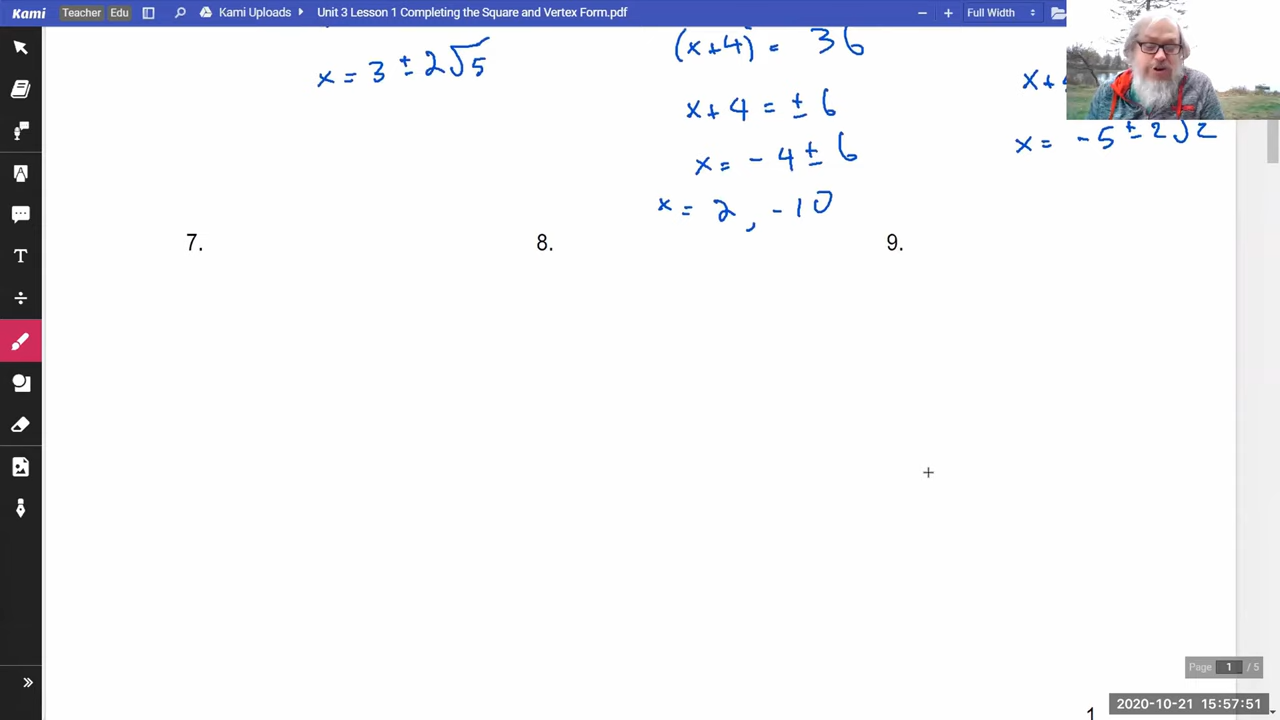 Kami Teacher Edu Kami Uploads Unit 3 Lesson 1 Completing the Square and Vertex Form.pdf Full Width
x = 3 ± 2√5
(x+4)² = 36
x+4 = ± 6
x = -4 ± 6
x = 2, -10
x+
x = -5 ± 2√2
7.
8.
9.
Page 1 / 5
2020-10-21 15:57:51
1